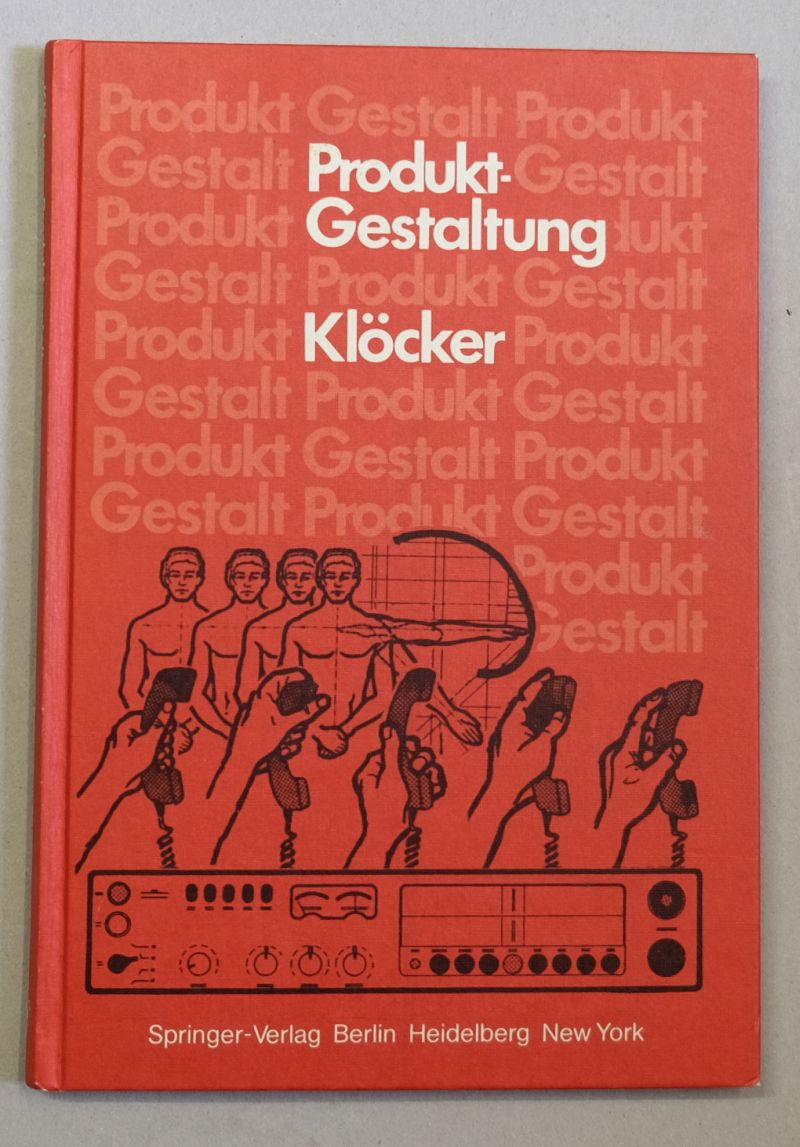 Produkt Gestalt Produkt
Gestalt Produkt- Gestalt
Produkt Gestaltung dukt
Gestalt Produkt Gestalt
Produkt Klöcker Produkt
Gestalt Produkt Gestalt
Produkt Gestalt Produkt
Gestalt Produkt Gestalt
Produkt
Gestalt
Springer-Verlag Berlin Heidelberg New York